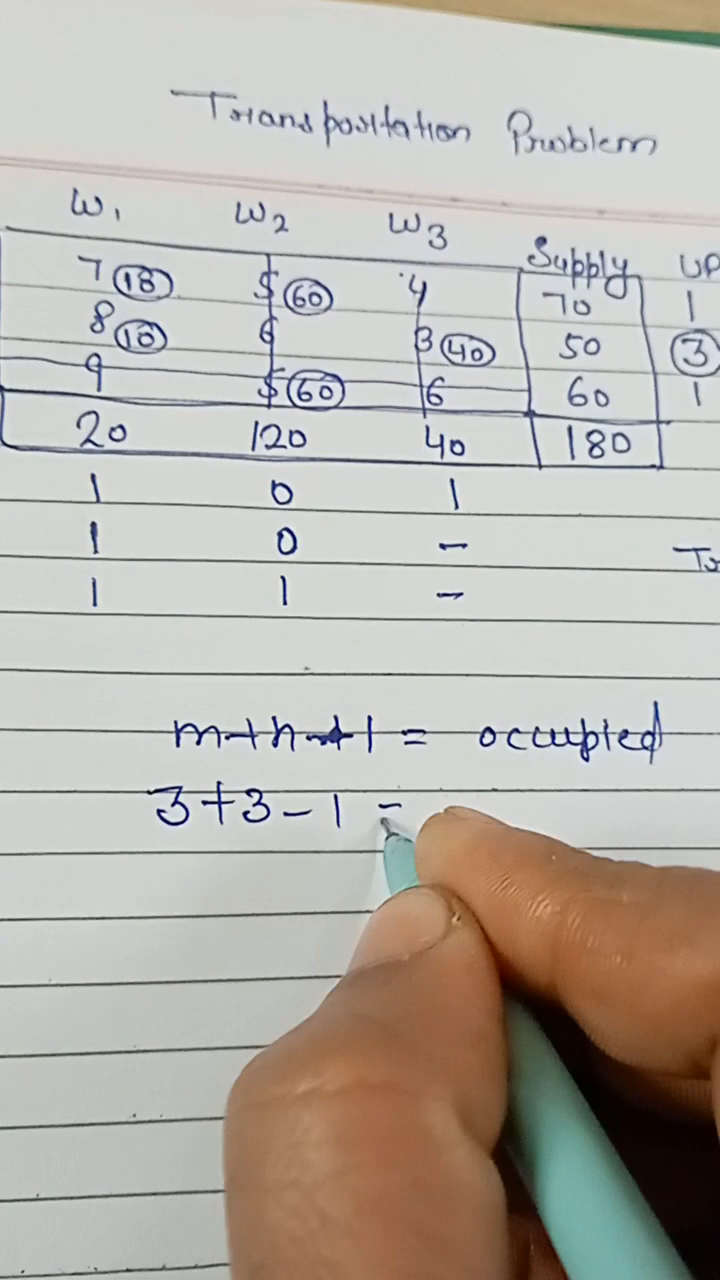 Transportation Problem
W1 W2 W3 Supply UP
7 (10) 5 (60) 4 70 1
8 (10) 6 3 (40) 50 (3)
9 5 (60) 6 60 1
20 120 40 180
1 0 1
1 0 -
1 1 -
m+n-1 = occupied
3+3-1 =